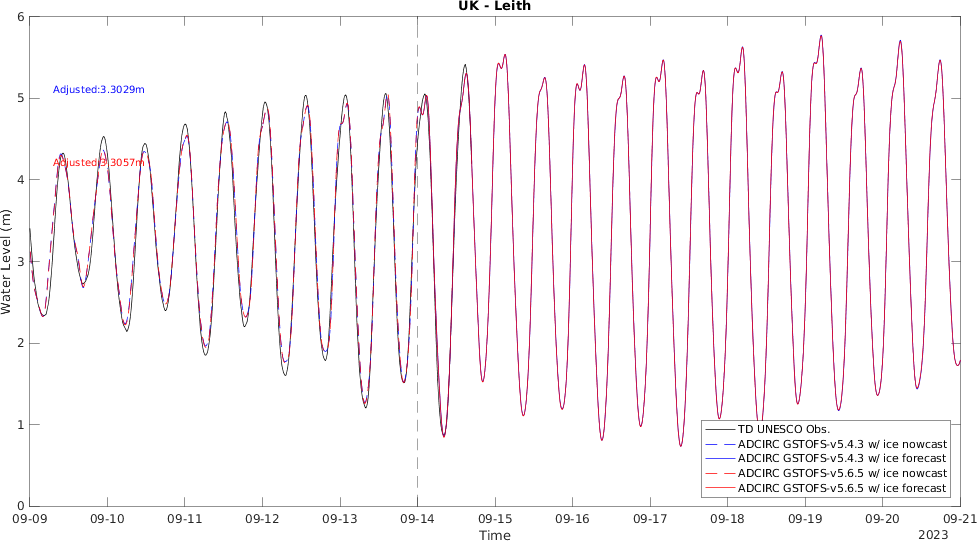 UK - Leith
6
5
4
3
2
1
0
Water Level (m)
Adjusted:3.3029m
Adjusted:3.3057m
TD UNESCO Obs.
ADCIRC GSTOFS-v5.4.3 w/ ice nowcast
ADCIRC GSTOFS-v5.4.3 w/ ice forecast
ADCIRC GSTOFS-v5.6.5 w/ ice nowcast
ADCIRC GSTOFS-v5.6.5 w/ ice forecast
09-09 09-10 09-11 09-12 09-13 09-14 09-15 09-16 09-17 09-18 09-19 09-20 09-21
Time
2023